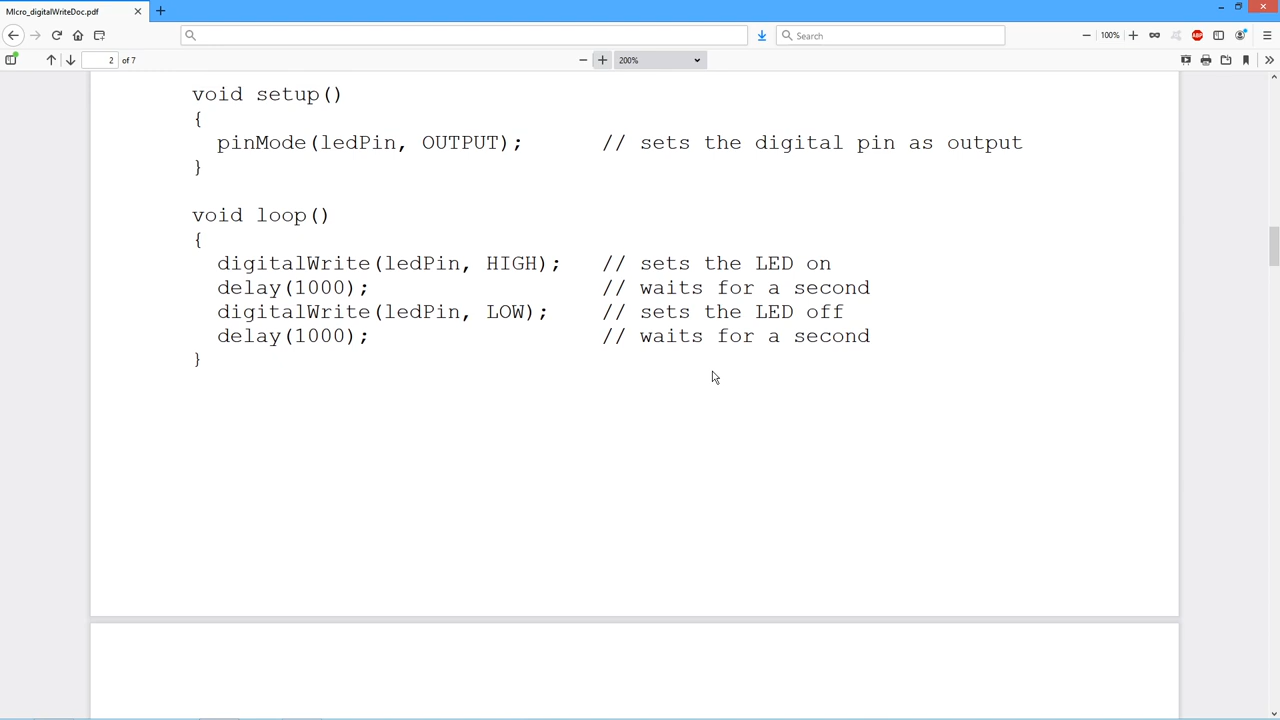 MIcro_digitalWriteDoc.pdf
Search
100%
ABP
2 of 7
200%
void setup()
{
pinMode(ledPin, OUTPUT); // sets the digital pin as output
}
void loop()
{
digitalWrite(ledPin, HIGH); // sets the LED on
delay(1000); // waits for a second
digitalWrite(ledPin, LOW); // sets the LED off
delay(1000); // waits for a second
}